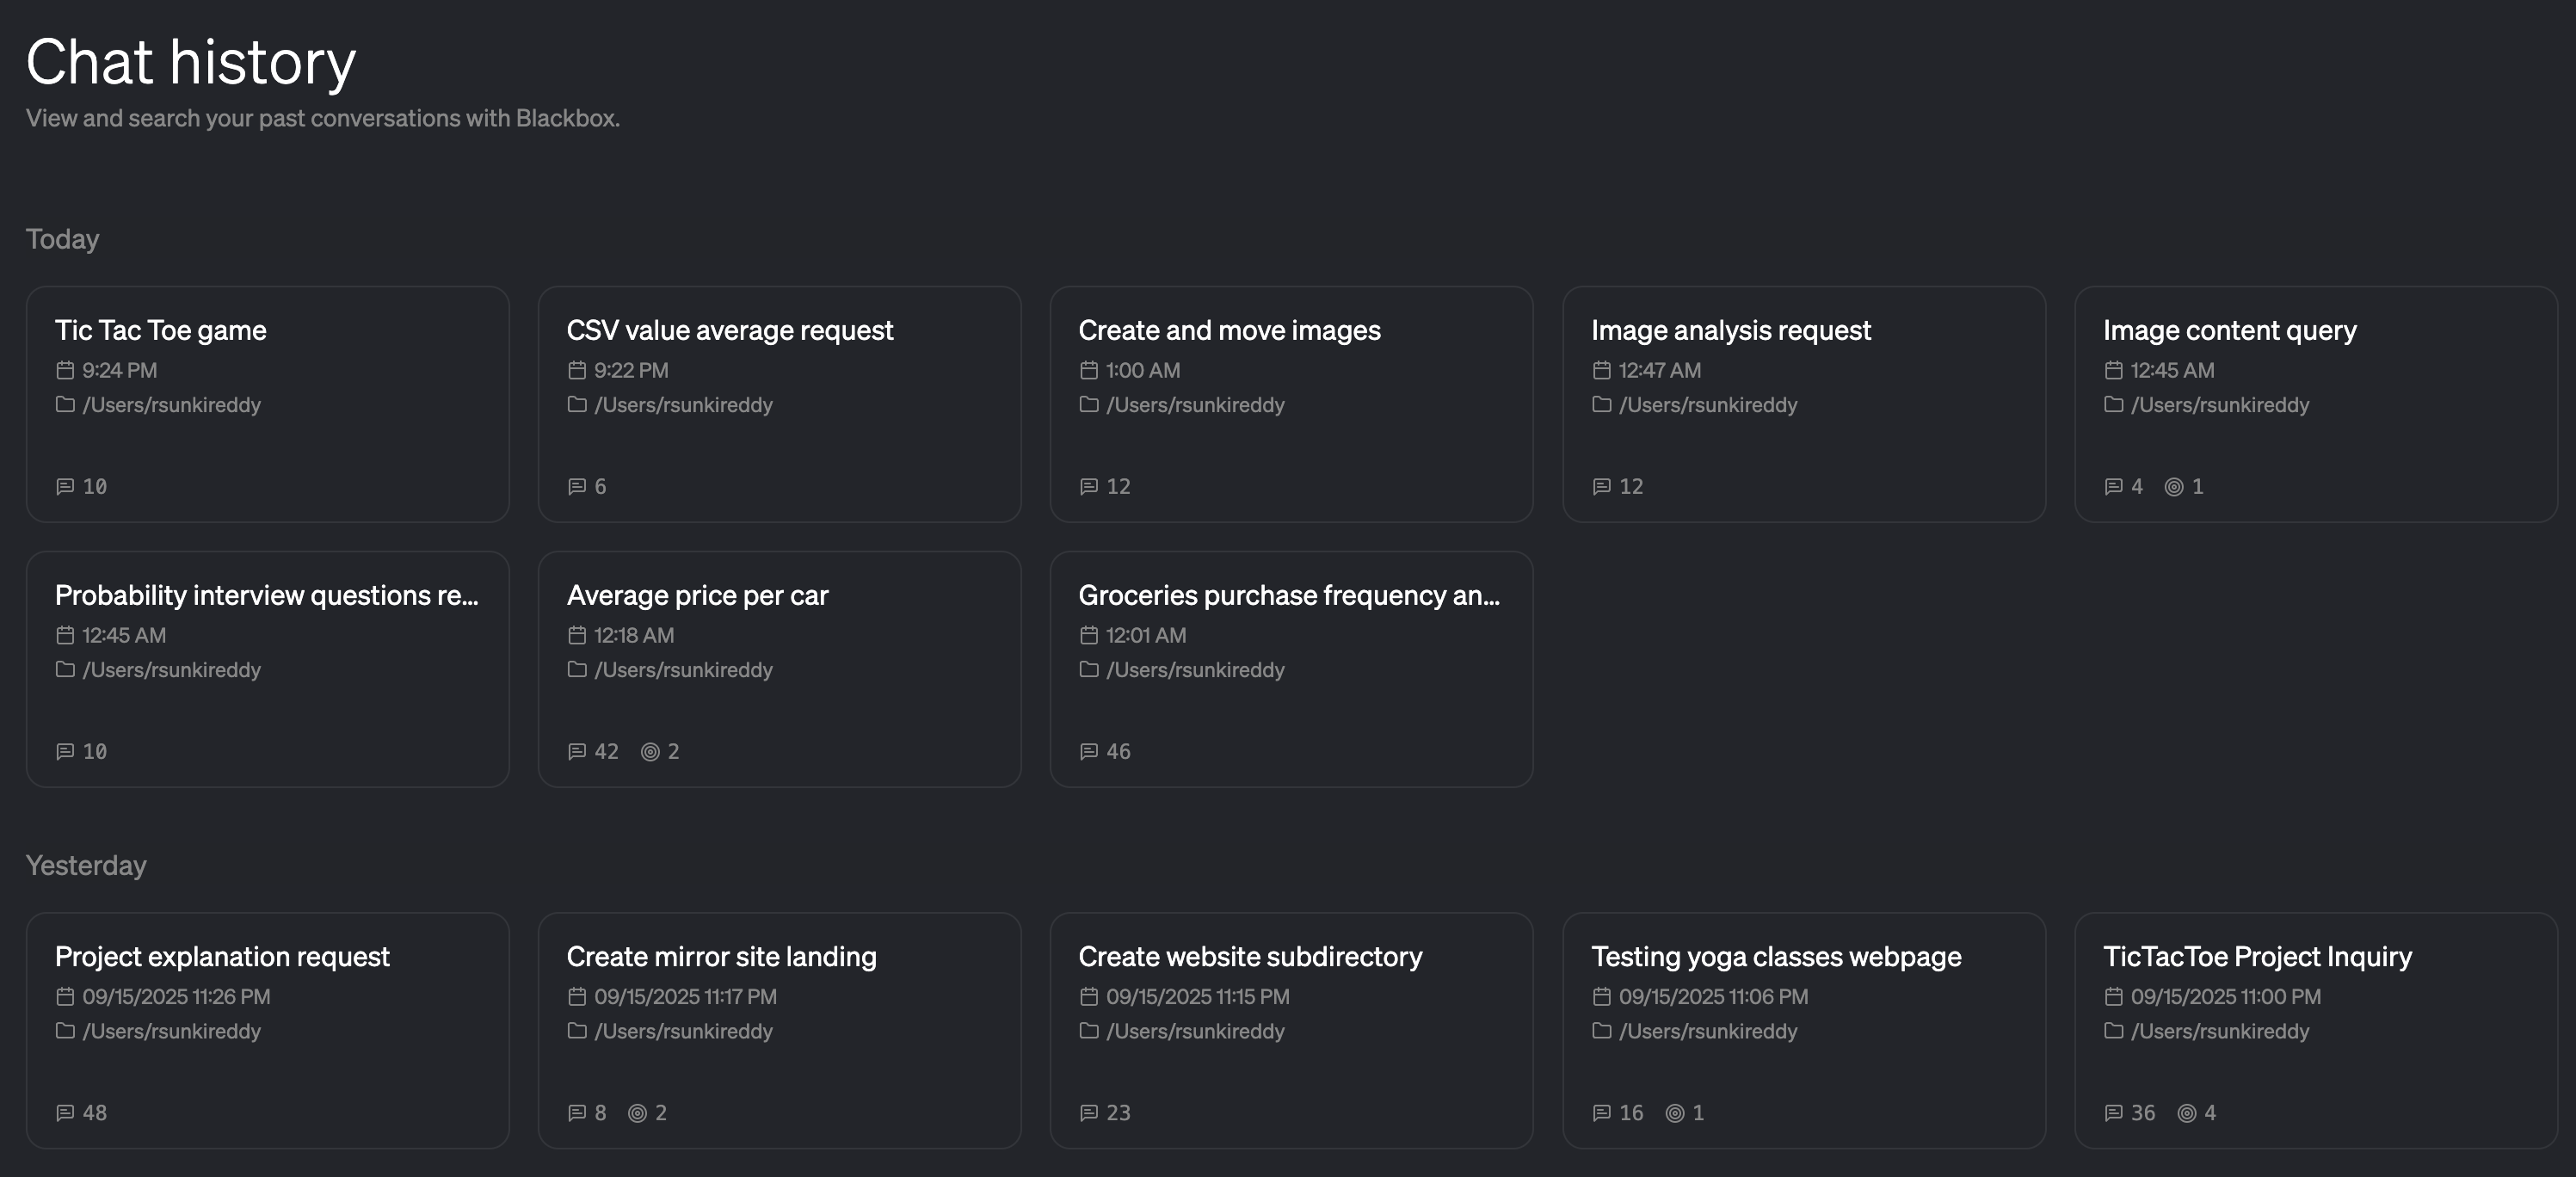 Chat history
View and search your past conversations with Blackbox.
Today
Tic Tac Toe game
9:24 PM
/Users/rsunkireddy
10
CSV value average request
9:22 PM
/Users/rsunkireddy
6
Create and move images
1:00 AM
/Users/rsunkireddy
12
Image analysis request
12:47 AM
/Users/rsunkireddy
12
Image content query
12:45 AM
/Users/rsunkireddy
4 1
Probability interview questions re...
12:45 AM
/Users/rsunkireddy
10
Average price per car
12:18 AM
/Users/rsunkireddy
42 2
Groceries purchase frequency an...
12:01 AM
/Users/rsunkireddy
46
Yesterday
Project explanation request
09/15/2025 11:26 PM
/Users/rsunkireddy
48
Create mirror site landing
09/15/2025 11:17 PM
/Users/rsunkireddy
8 2
Create website subdirectory
09/15/2025 11:15 PM
/Users/rsunkireddy
23
Testing yoga classes webpage
09/15/2025 11:06 PM
/Users/rsunkireddy
16 1
TicTacToe Project Inquiry
09/15/2025 11:00 PM
/Users/rsunkireddy
36 4